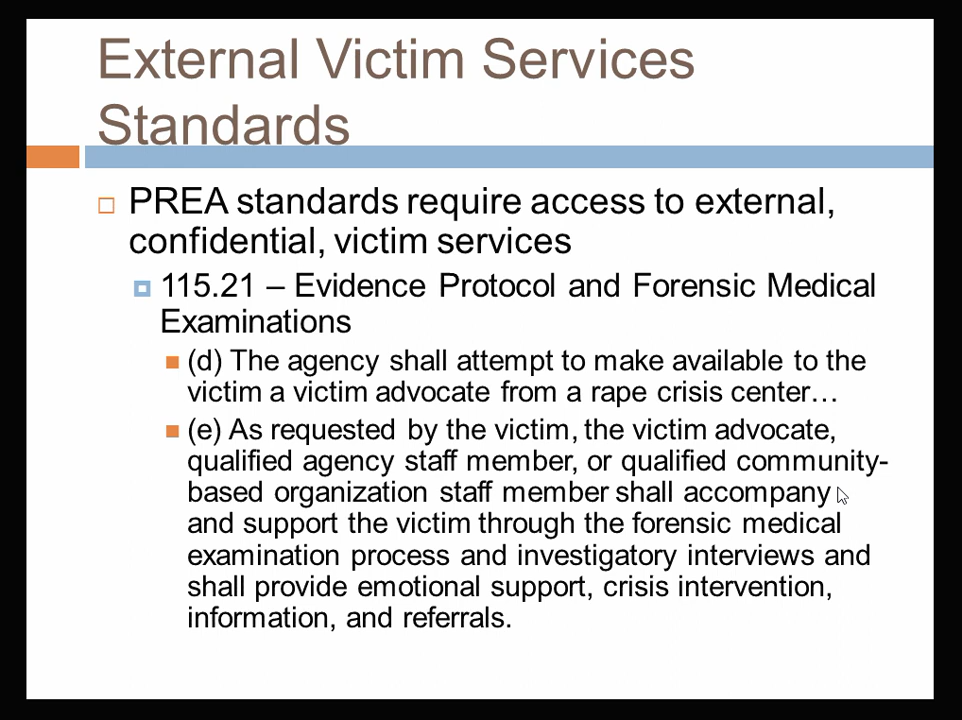 External Victim Services
Standards
PREA standards require access to external,
confidential, victim services
115.21 – Evidence Protocol and Forensic Medical
Examinations
(d) The agency shall attempt to make available to the
victim a victim advocate from a rape crisis center…
(e) As requested by the victim, the victim advocate,
qualified agency staff member, or qualified community-
based organization staff member shall accompany
and support the victim through the forensic medical
examination process and investigatory interviews and
shall provide emotional support, crisis intervention,
information, and referrals.